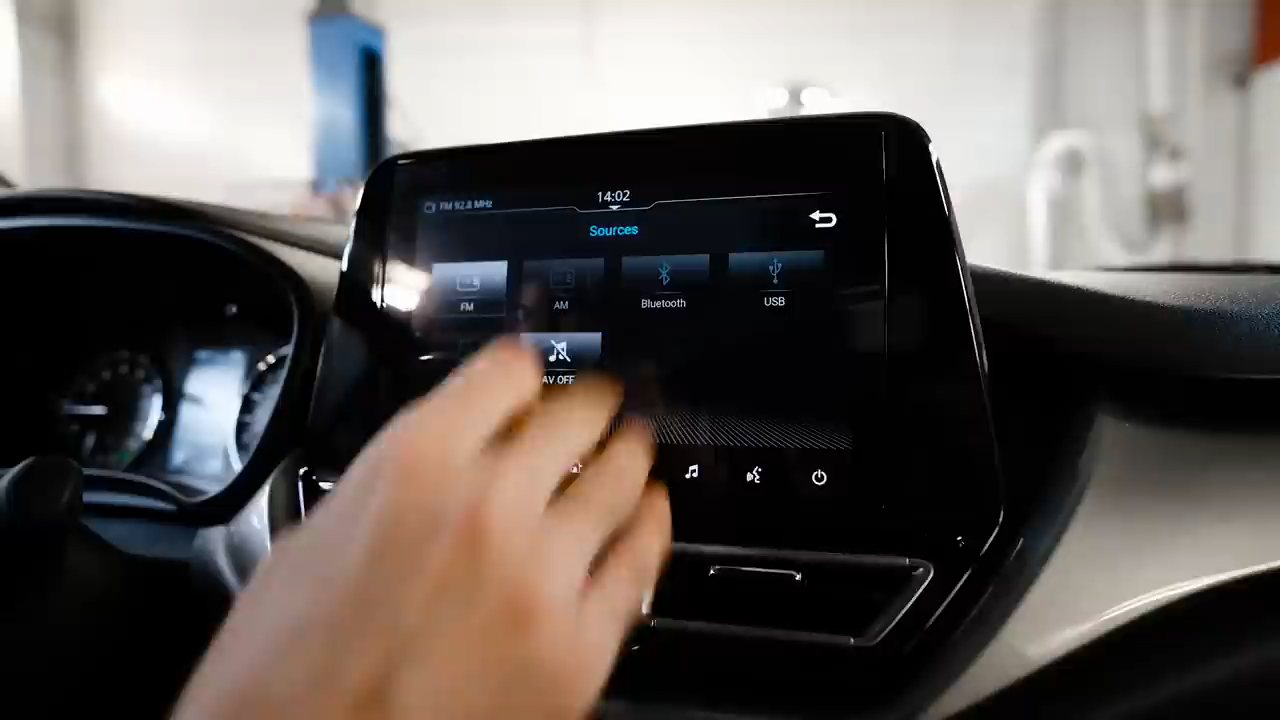 FM 92.8 MHz
14:02
Sources
FM
AM
Bluetooth
USB
AV OFF